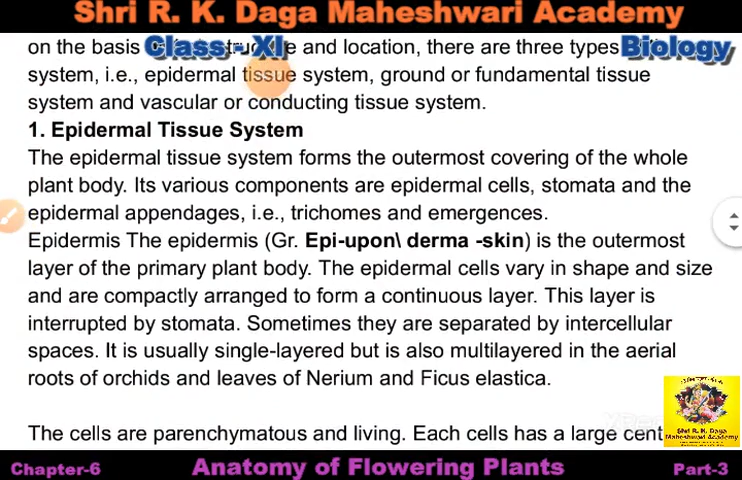 Shri R. K. Daga Maheshwari Academy
Class - XI Biology
on the basis and location, there are three types
system, i.e., epidermal tissue system, ground or fundamental tissue
system and vascular or conducting tissue system.
1. Epidermal Tissue System
The epidermal tissue system forms the outermost covering of the whole
plant body. Its various components are epidermal cells, stomata and the
epidermal appendages, i.e., trichomes and emergences.
Epidermis The epidermis (Gr. Epi-upon\ derma -skin) is the outermost
layer of the primary plant body. The epidermal cells vary in shape and size
and are compactly arranged to form a continuous layer. This layer is
interrupted by stomata. Sometimes they are separated by intercellular
spaces. It is usually single-layered but is also multilayered in the aerial
roots of orchids and leaves of Nerium and Ficus elastica.
The cells are parenchymatous and living. Each cells has a large cent
Shri R. K. Daga
Maheshwari Academy
Chapter-6 Anatomy of Flowering Plants Part-3